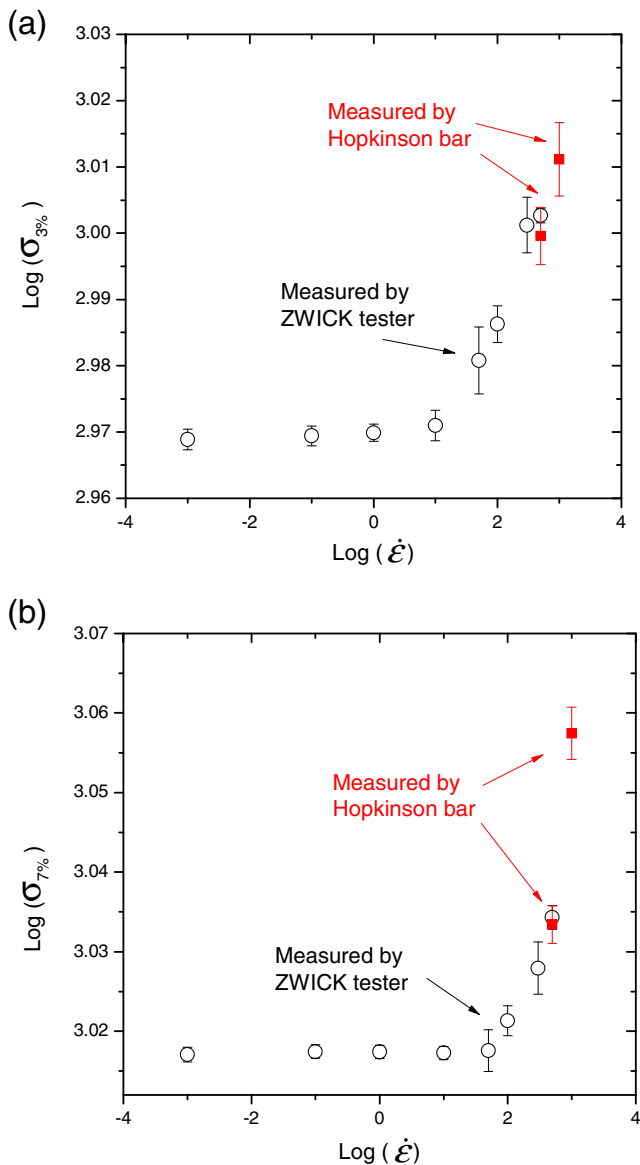 (a)
3.03
3.02
3.01
3.00
2.99
2.98
2.97
2.96
Log (σ3%)
Measured by
Hopkinson bar
Measured by
ZWICK tester
-4
-2
0
2
4
Log (ε̇)
(b)
3.07
3.06
3.05
3.04
3.03
3.02
Log (σ7%)
Measured by
Hopkinson bar
Measured by
ZWICK tester
-4
-2
0
2
4
Log (ε̇)